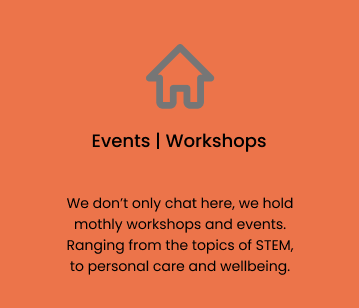 Events | Workshops
We don't only chat here, we hold
mothly workshops and events.
Ranging from the topics of STEM,
to personal care and wellbeing.